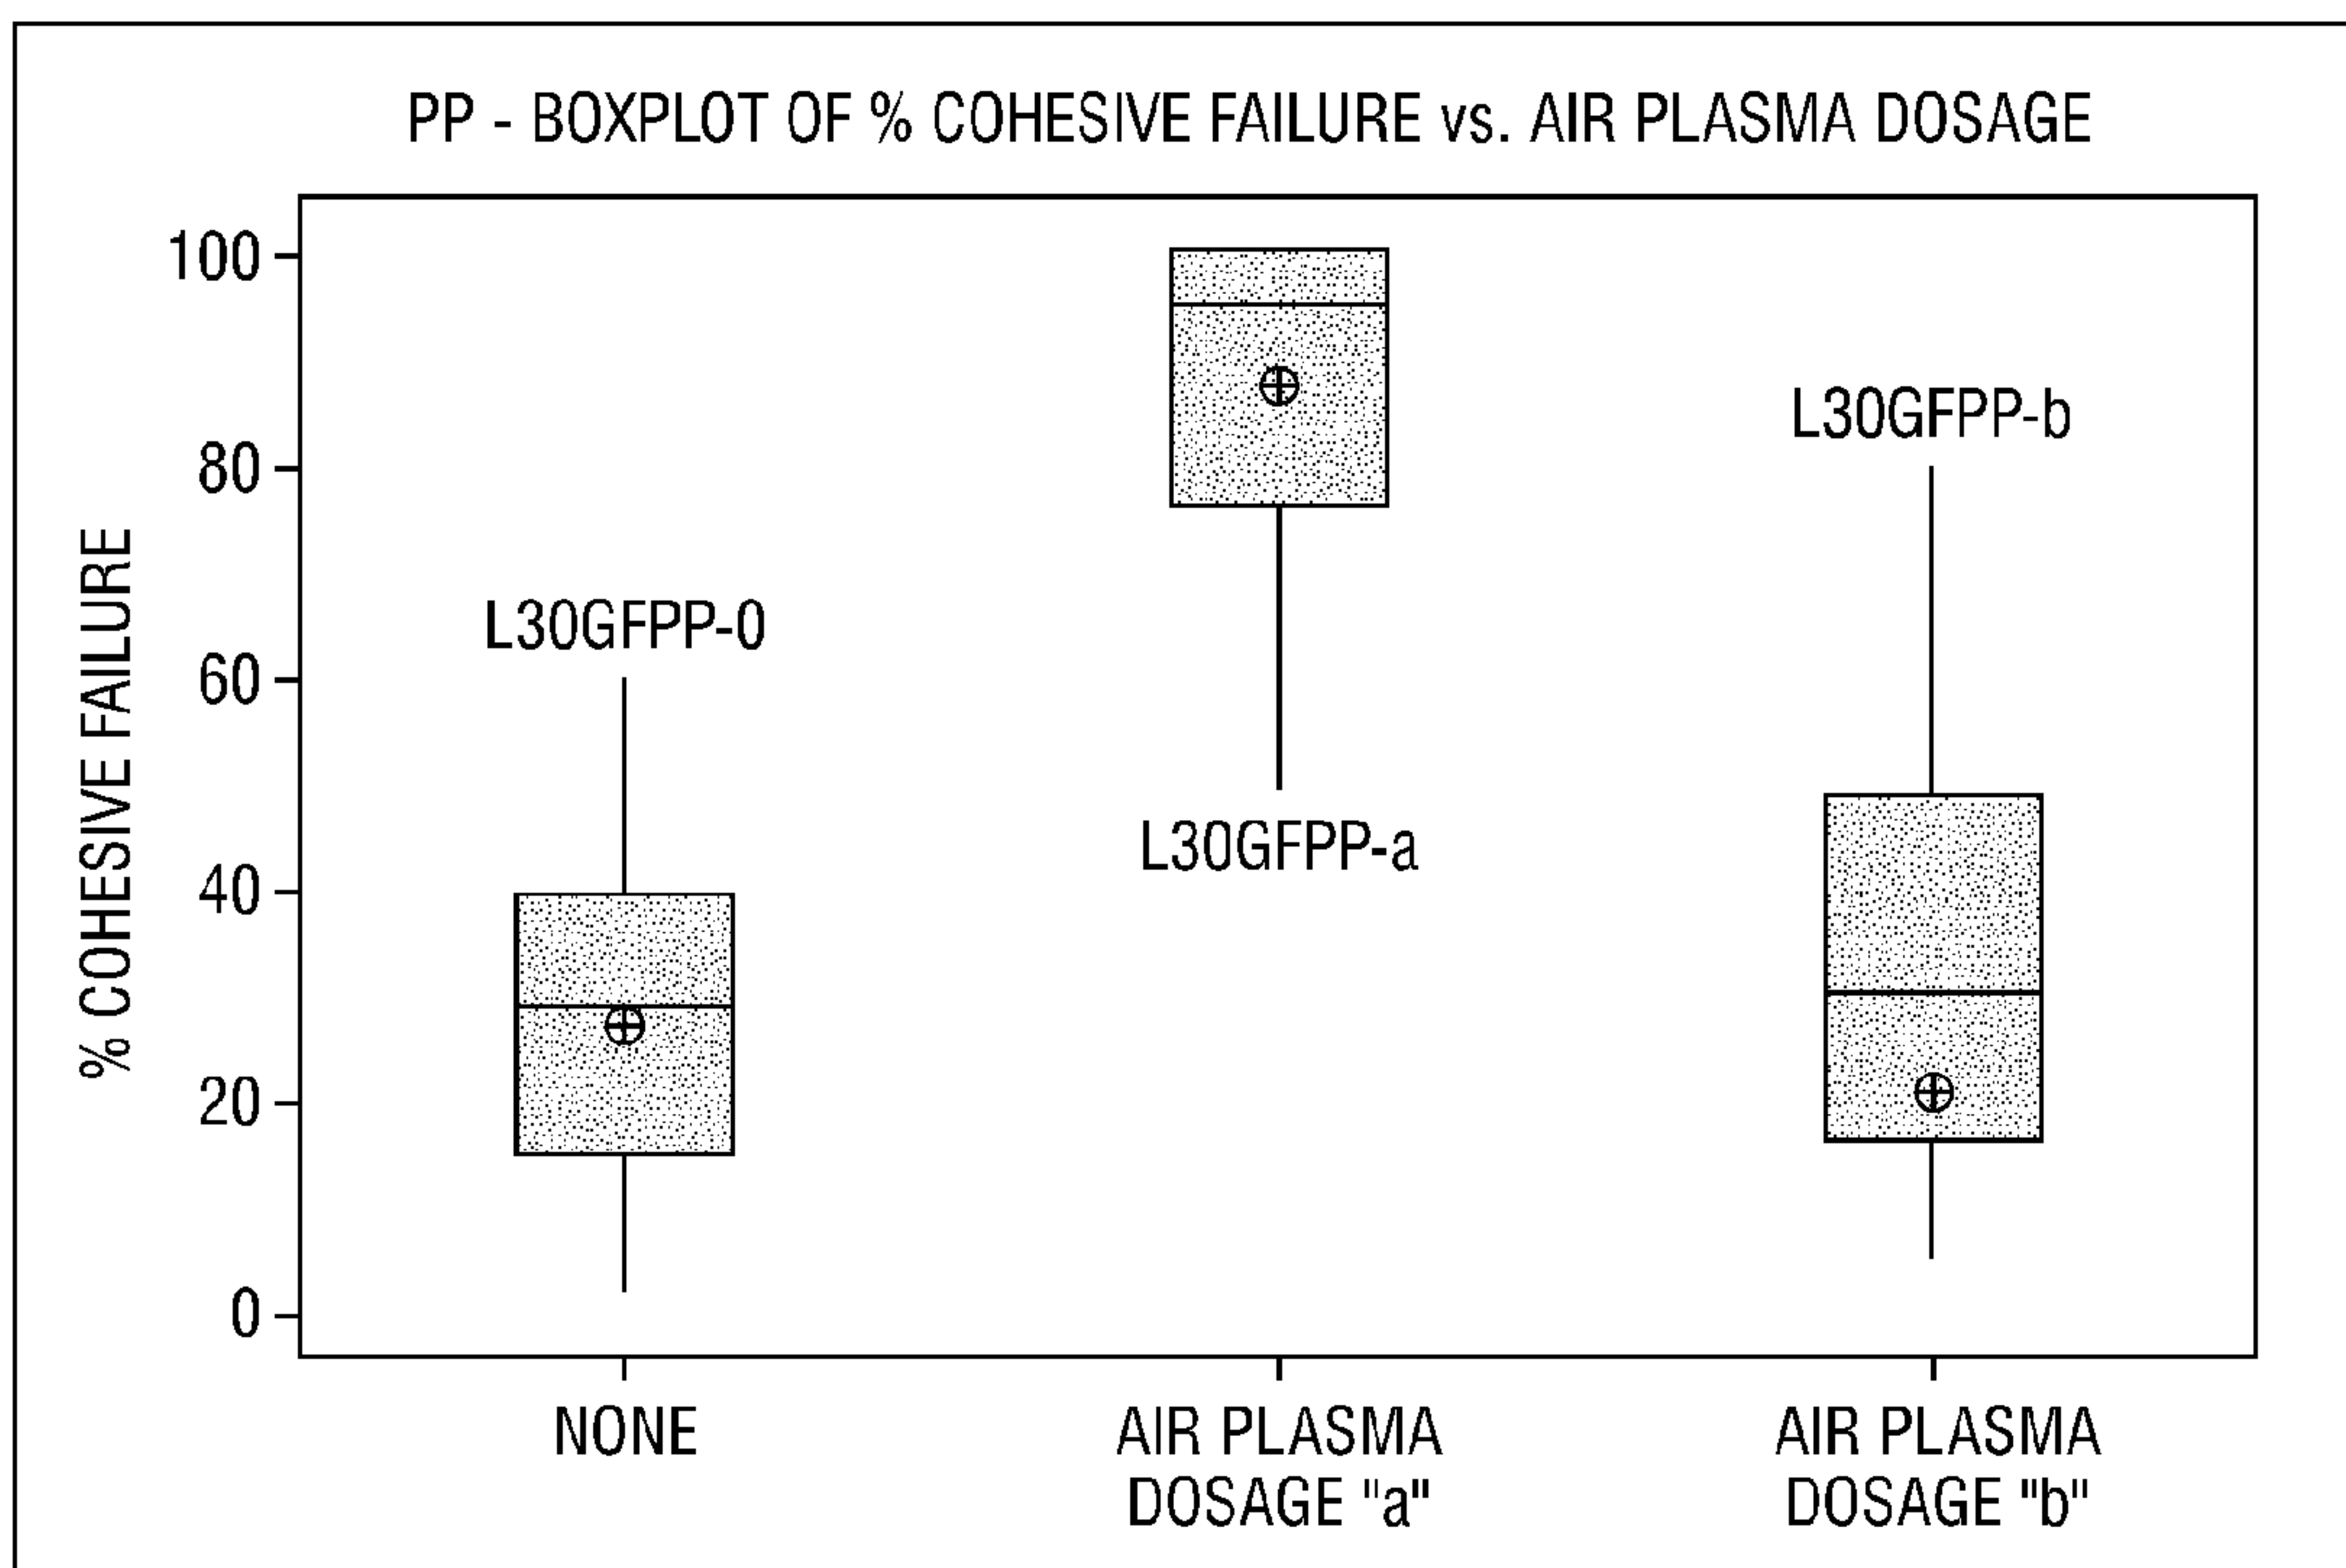 PP - BOXPLOT OF % COHESIVE FAILURE vs. AIR PLASMA DOSAGE
% COHESIVE FAILURE
100
80
60
40
20
0
L30GFPP-0
L30GFPP-a
L30GFPP-b
NONE
AIR PLASMA
DOSAGE "a"
AIR PLASMA
DOSAGE "b"